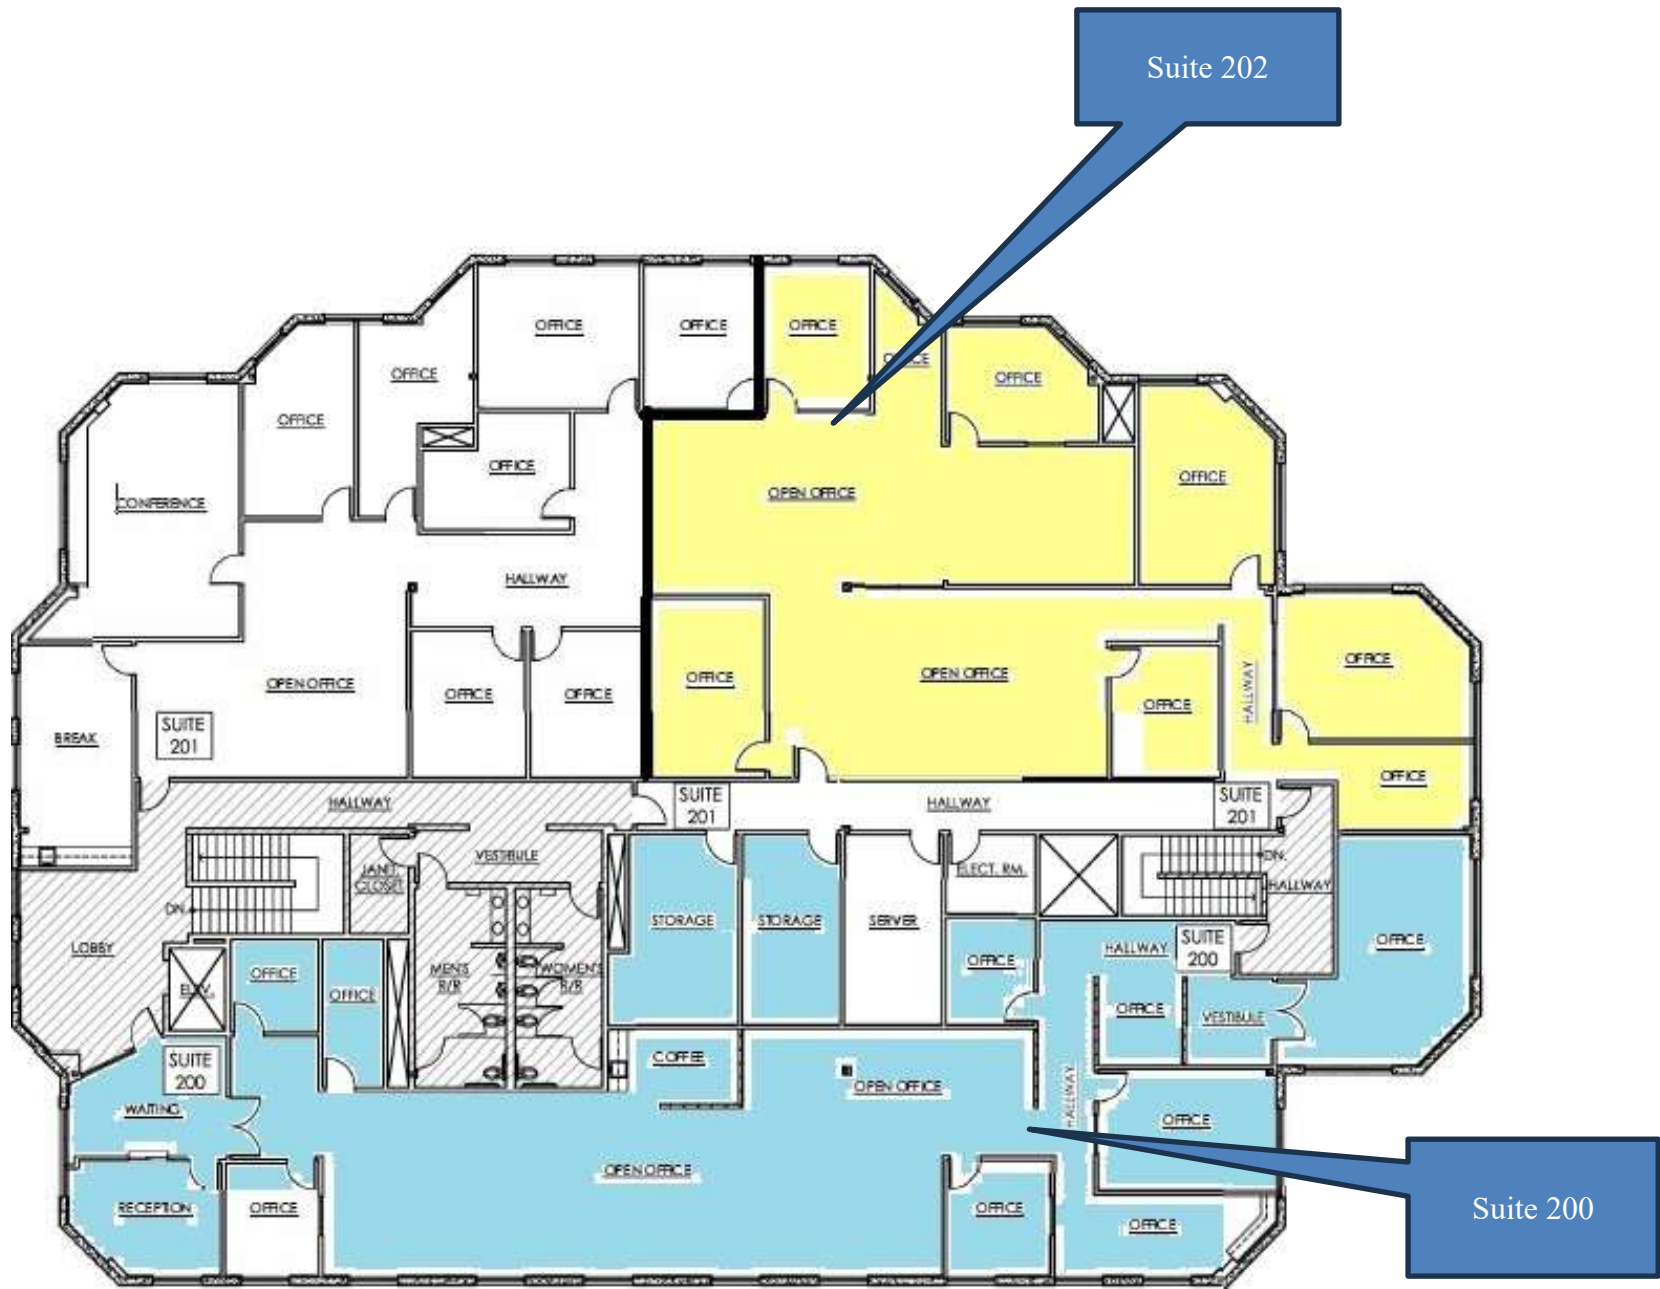 Suite 202
OFFICE
OFFICE
OFFICE
OFFICE
OFFICE
OFFICE
OFFICE
OFFICE
OFFICE
OFFICE
CONFERENCE
OPEN OFFICE
HALLWAY
OPEN OFFICE
OFFICE
OFFICE
OFFICE
OPEN OFFICE
OFFICE
HALLWAY
OFFICE
OFFICE
BREAK
SUITE
201
HALLWAY
SUITE
201
HALLWAY
SUITE
201
VESTIBULE
JANIT.
CLOSET
DN.
DN.
HALLWAY
ELECT. RM.
STORAGE
STORAGE
SERVER
LOBBY
ELEV.
OFFICE
OFFICE
MEN'S
R/R
WOMEN'S
R/R
OFFICE
HALLWAY
SUITE
200
OFFICE
OFFICE
VESTIBULE
SUITE
200
WAITING
COFFEE
OPEN OFFICE
HALLWAY
OFFICE
OPEN OFFICE
RECEPTION
OFFICE
OFFICE
OFFICE
Suite 200